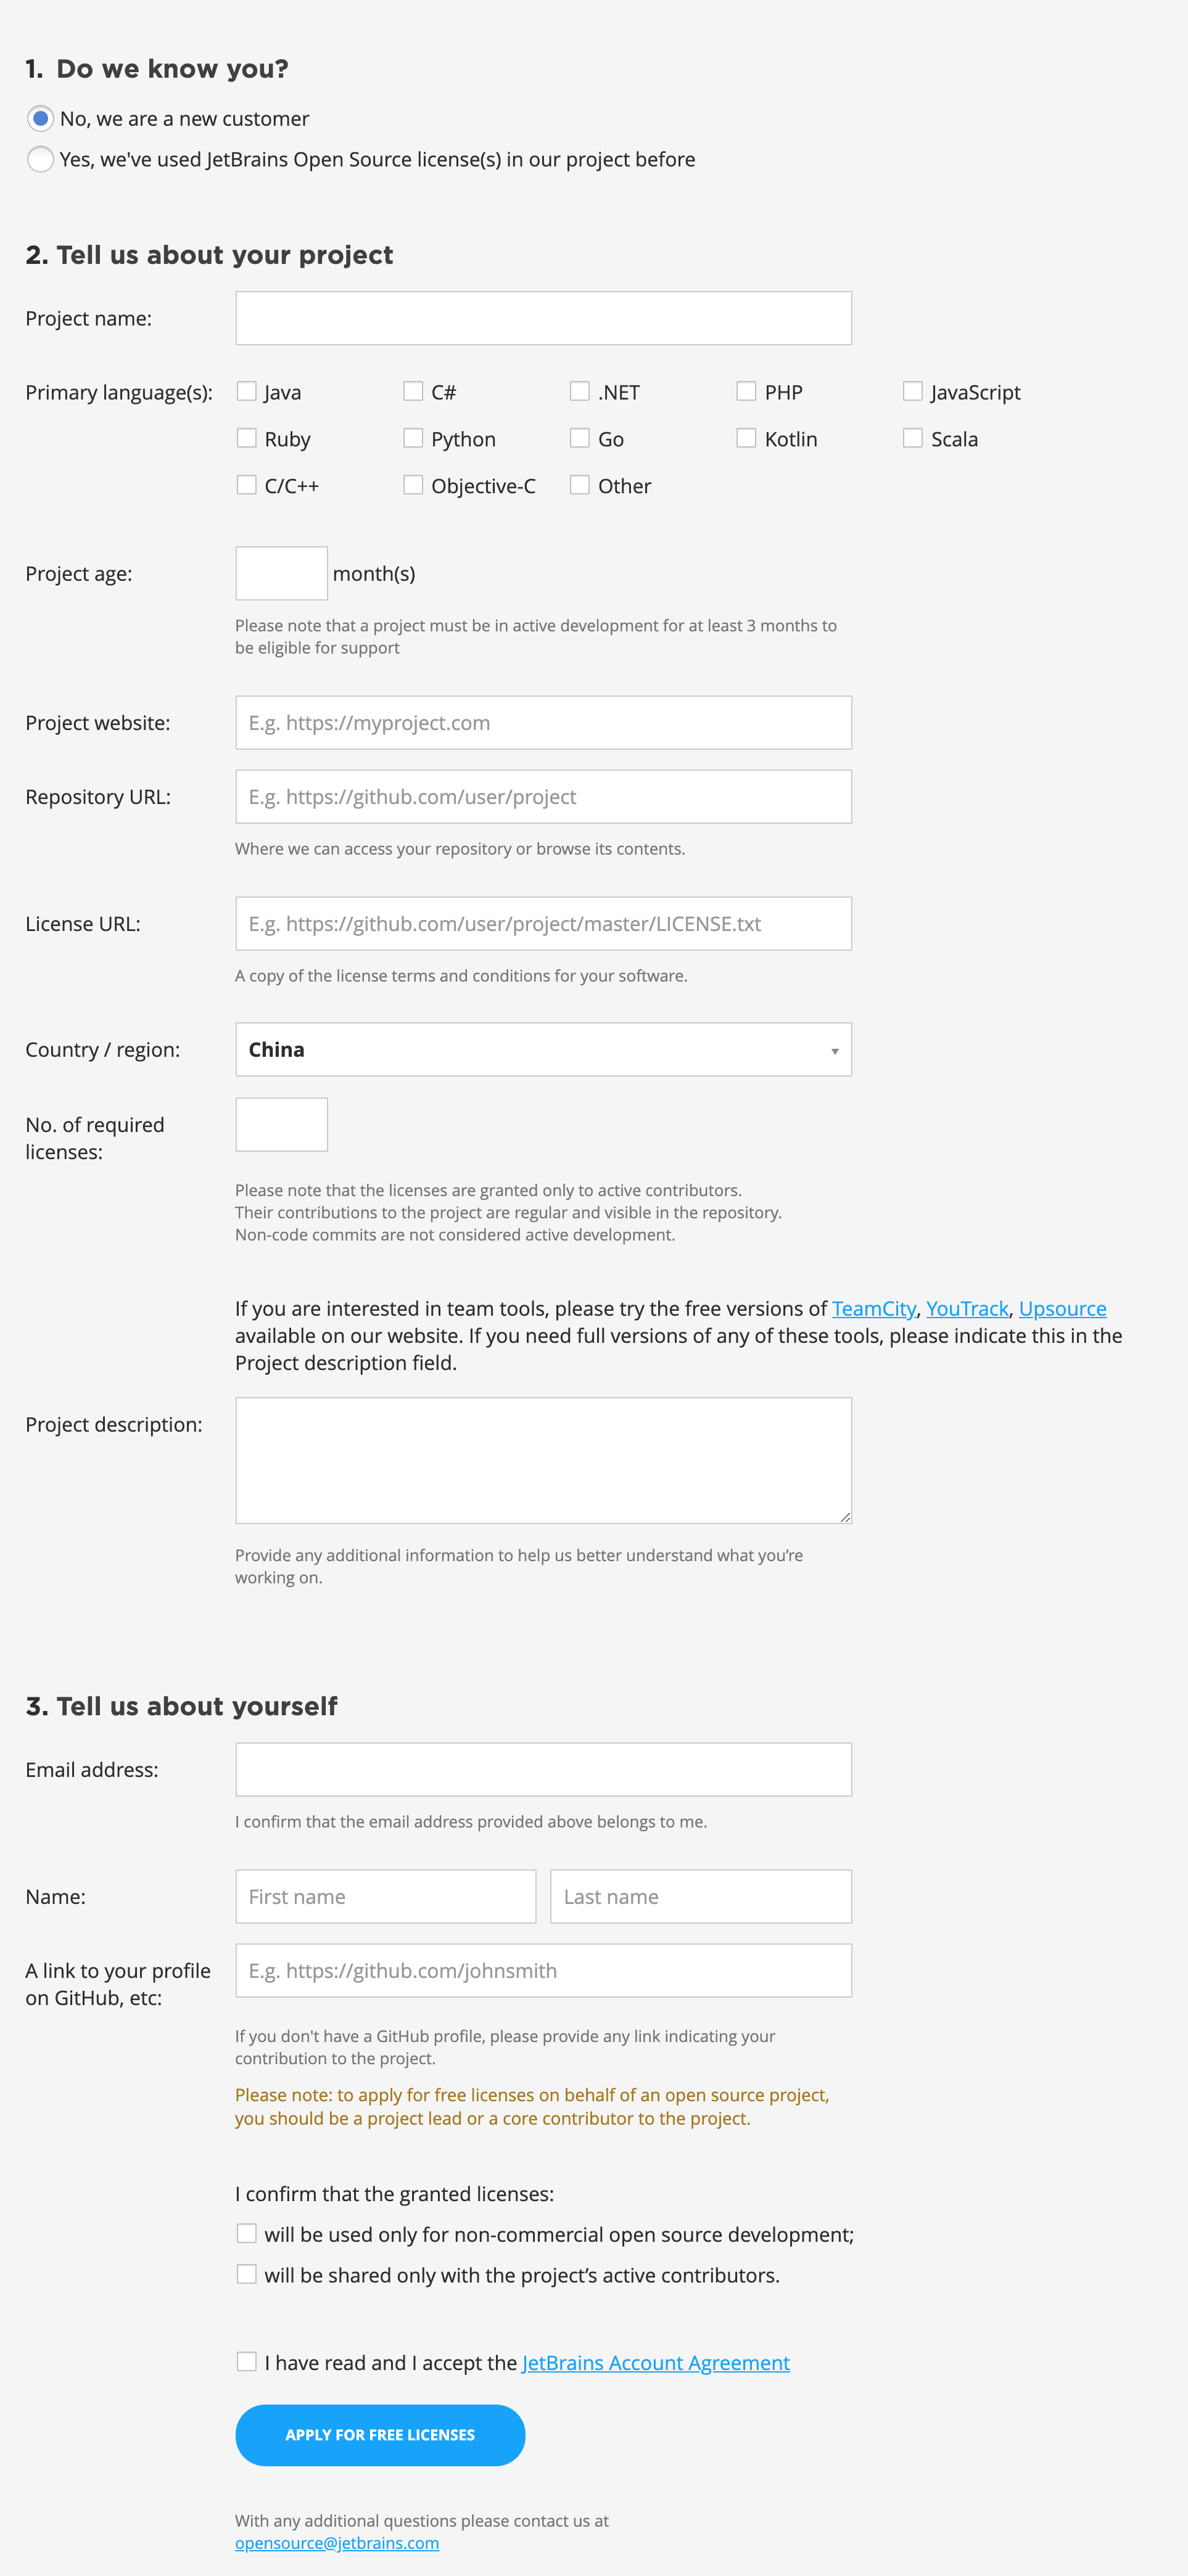 1. Do we know you?
No, we are a new customer
Yes, we've used JetBrains Open Source license(s) in our project before
2. Tell us about your project
Project name:
Primary language(s): Java C# .NET PHP JavaScript
Ruby Python Go Kotlin Scala
C/C++ Objective-C Other
Project age: month(s)
Please note that a project must be in active development for at least 3 months to
be eligible for support
Project website: E.g. https://myproject.com
Repository URL: E.g. https://github.com/user/project
Where we can access your repository or browse its contents.
License URL: E.g. https://github.com/user/project/master/LICENSE.txt
A copy of the license terms and conditions for your software.
Country / region: China
No. of required
licenses:
Please note that the licenses are granted only to active contributors.
Their contributions to the project are regular and visible in the repository.
Non-code commits are not considered active development.
If you are interested in team tools, please try the free versions of TeamCity, YouTrack, Upsource
available on our website. If you need full versions of any of these tools, please indicate this in the
Project description field.
Project description:
Provide any additional information to help us better understand what you’re
working on.
3. Tell us about yourself
Email address:
I confirm that the email address provided above belongs to me.
Name: First name Last name
A link to your profile
on GitHub, etc:
E.g. https://github.com/johnsmith
If you don't have a GitHub profile, please provide any link indicating your
contribution to the project.
Please note: to apply for free licenses on behalf of an open source project,
you should be a project lead or a core contributor to the project.
I confirm that the granted licenses:
will be used only for non-commercial open source development;
will be shared only with the project’s active contributors.
I have read and I accept the JetBrains Account Agreement
APPLY FOR FREE LICENSES
With any additional questions please contact us at
opensource@jetbrains.com